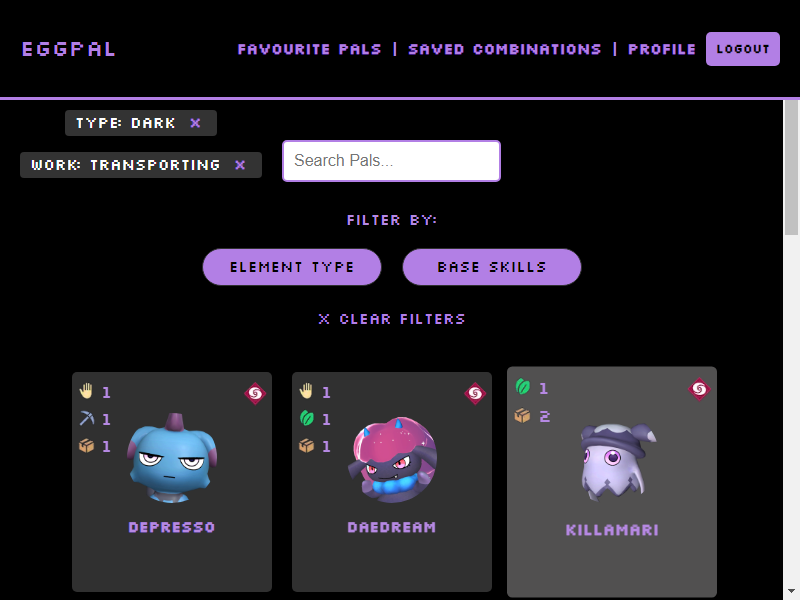 EGGPAL
FAVOURITE PALS | SAVED COMBINATIONS | PROFILE LOGOUT
TYPE: DARK ×
WORK: TRANSPORTING ×
Search Pals...
FILTER BY:
ELEMENT TYPE BASE SKILLS
X CLEAR FILTERS
1
1
1
DEPRESSO
1
1
1
DAEDREAM
1
2
KILLAMARI